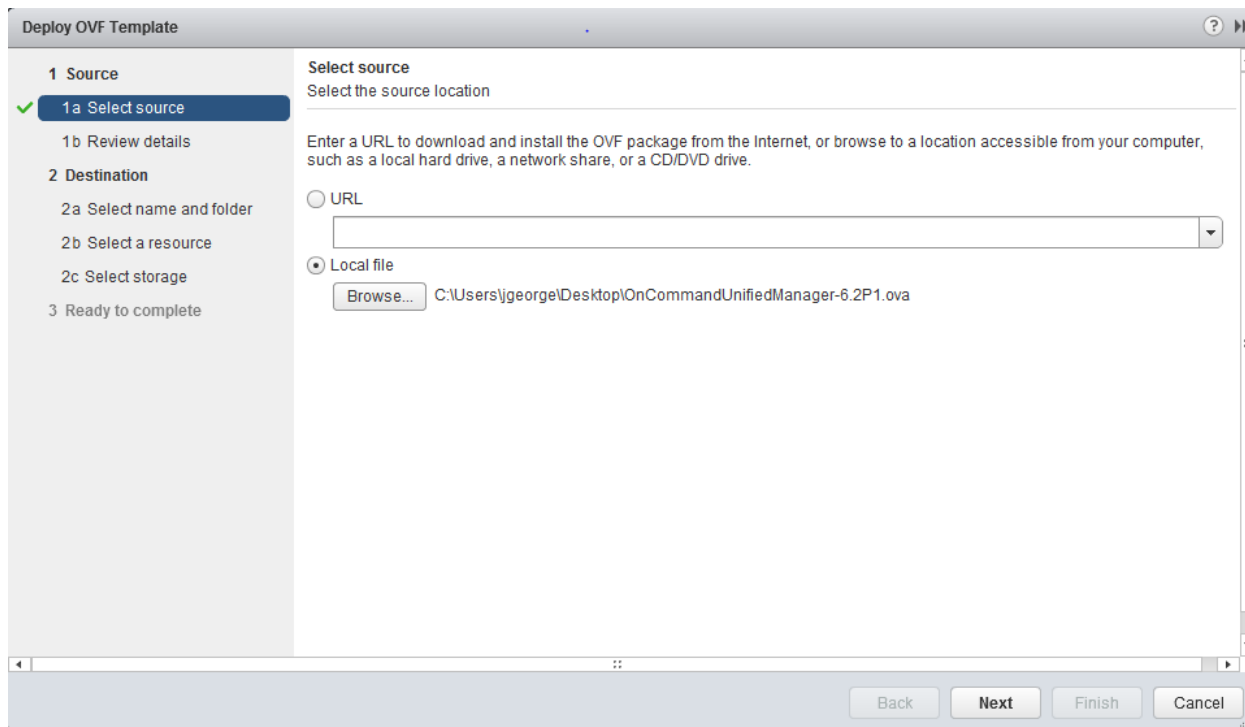 Deploy OVF Template
?
1 Source
1a Select source
1b Review details
2 Destination
2a Select name and folder
2b Select a resource
2c Select storage
3 Ready to complete
Select source
Select the source location
Enter a URL to download and install the OVF package from the Internet, or browse to a location accessible from your computer,
such as a local hard drive, a network share, or a CD/DVD drive.
URL
Local file
Browse... C:\Users\jgeorge\Desktop\OnCommandUnifiedManager-6.2P1.ova
Back Next Finish Cancel